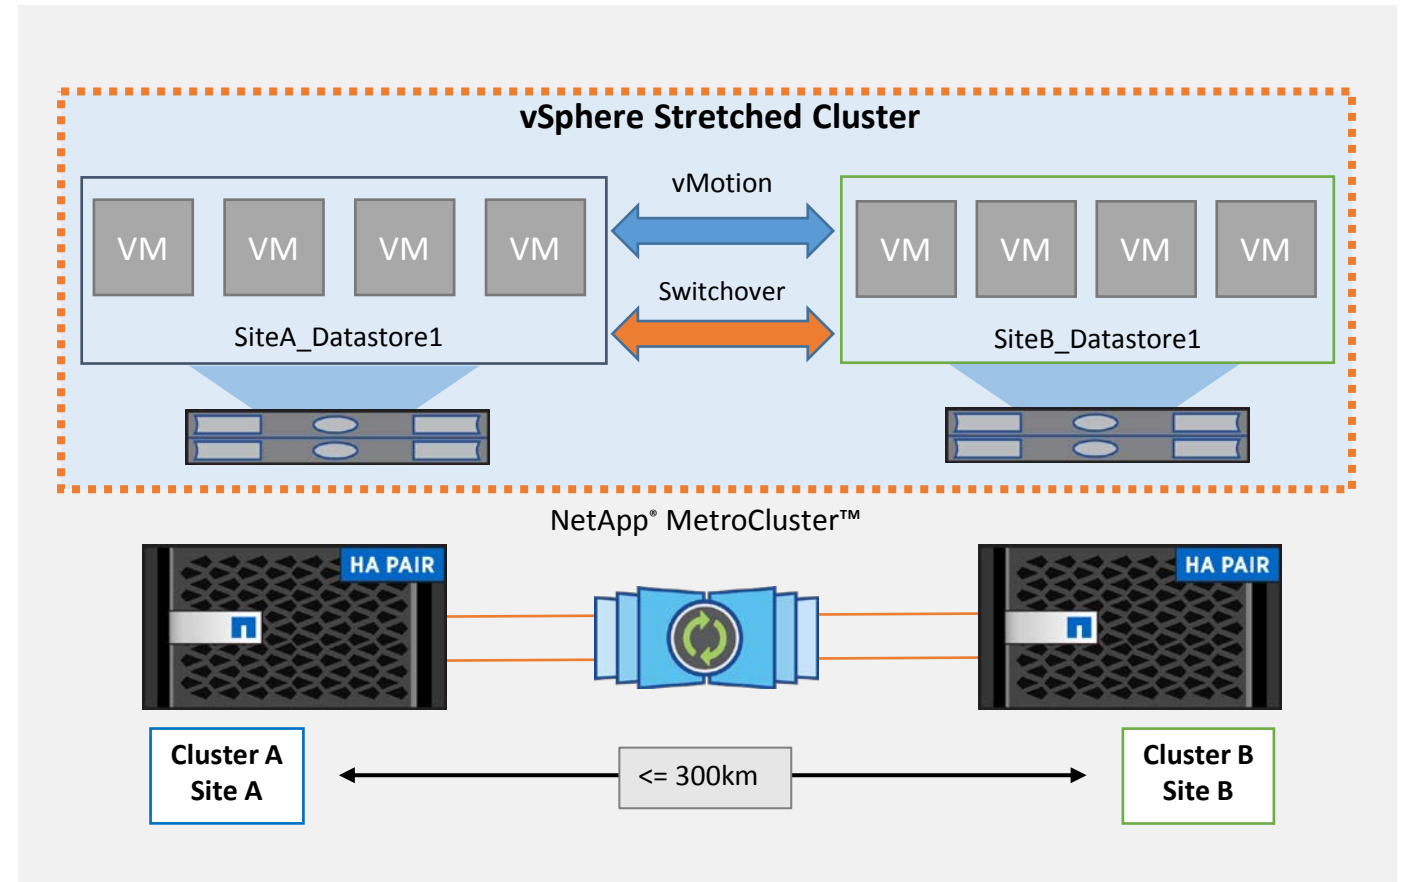 vSphere Stretched Cluster
vMotion
VM VM VM VM
VM VM VM VM
Switchover
SiteA_Datastore1
SiteB_Datastore1
NetApp® MetroCluster™
HA PAIR
HA PAIR
Cluster A
Site A
<= 300km
Cluster B
Site B